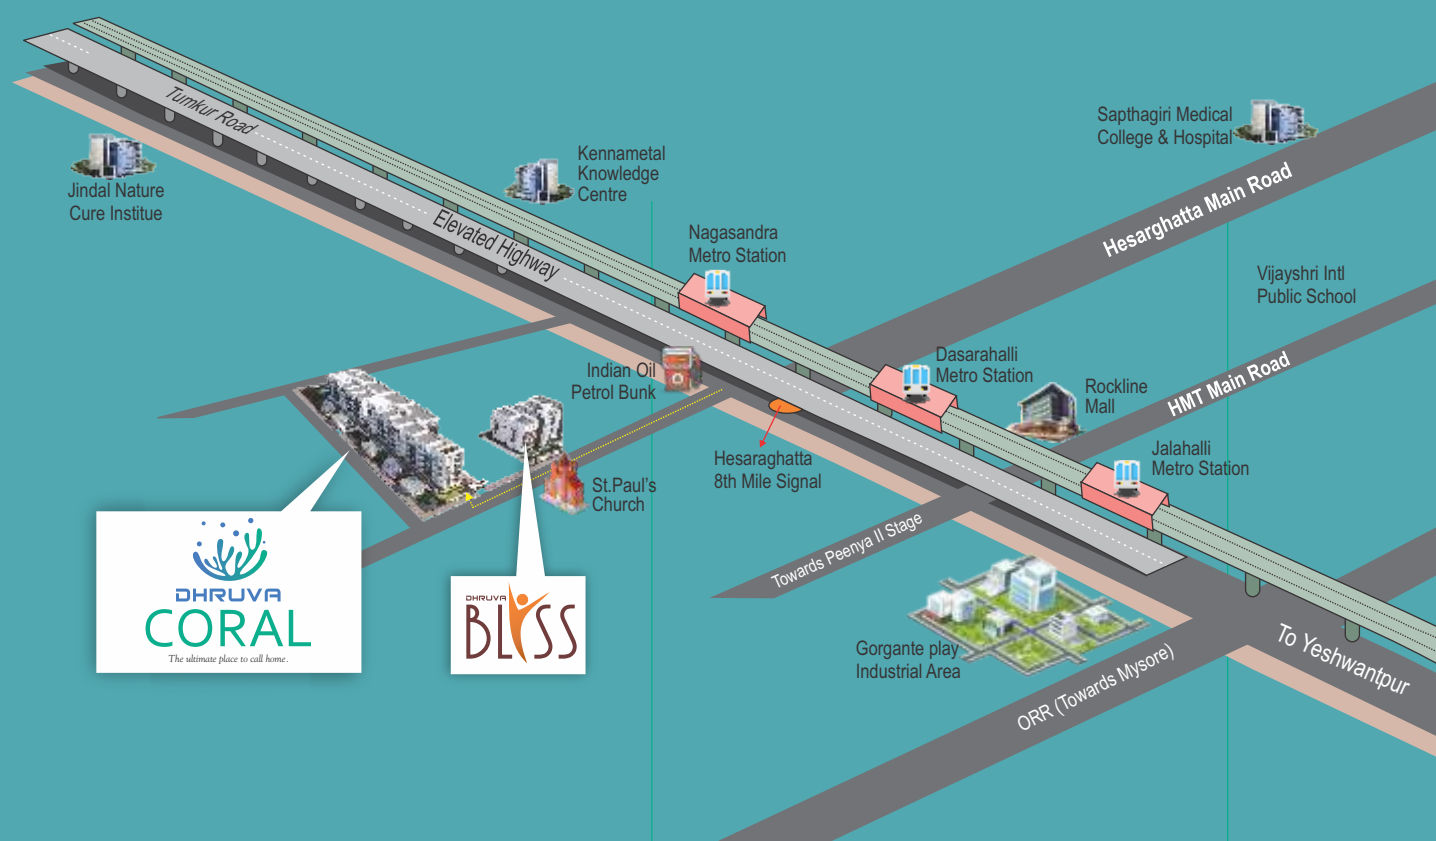 Tumkur Road
Jindal Nature
Cure Institue
Kennametal
Knowledge
Centre
Elevated Highway
Nagasandra
Metro Station
Sapthagiri Medical
College & Hospital
Hesarghatta Main Road
Vijayshri Intl
Public School
Indian Oil
Petrol Bunk
Dasarahalli
Metro Station
Rockline
Mall
HMT Main Road
Jalahalli
Metro Station
Hesaraghatta
8th Mile Signal
St.Paul's
Church
Towards Peenya II Stage
DHRUVA
CORAL
The ultimate place to call home.
DHRUVA
BLISS
Gorgante play
Industrial Area
ORR (Towards Mysore)
To Yeshwantpur